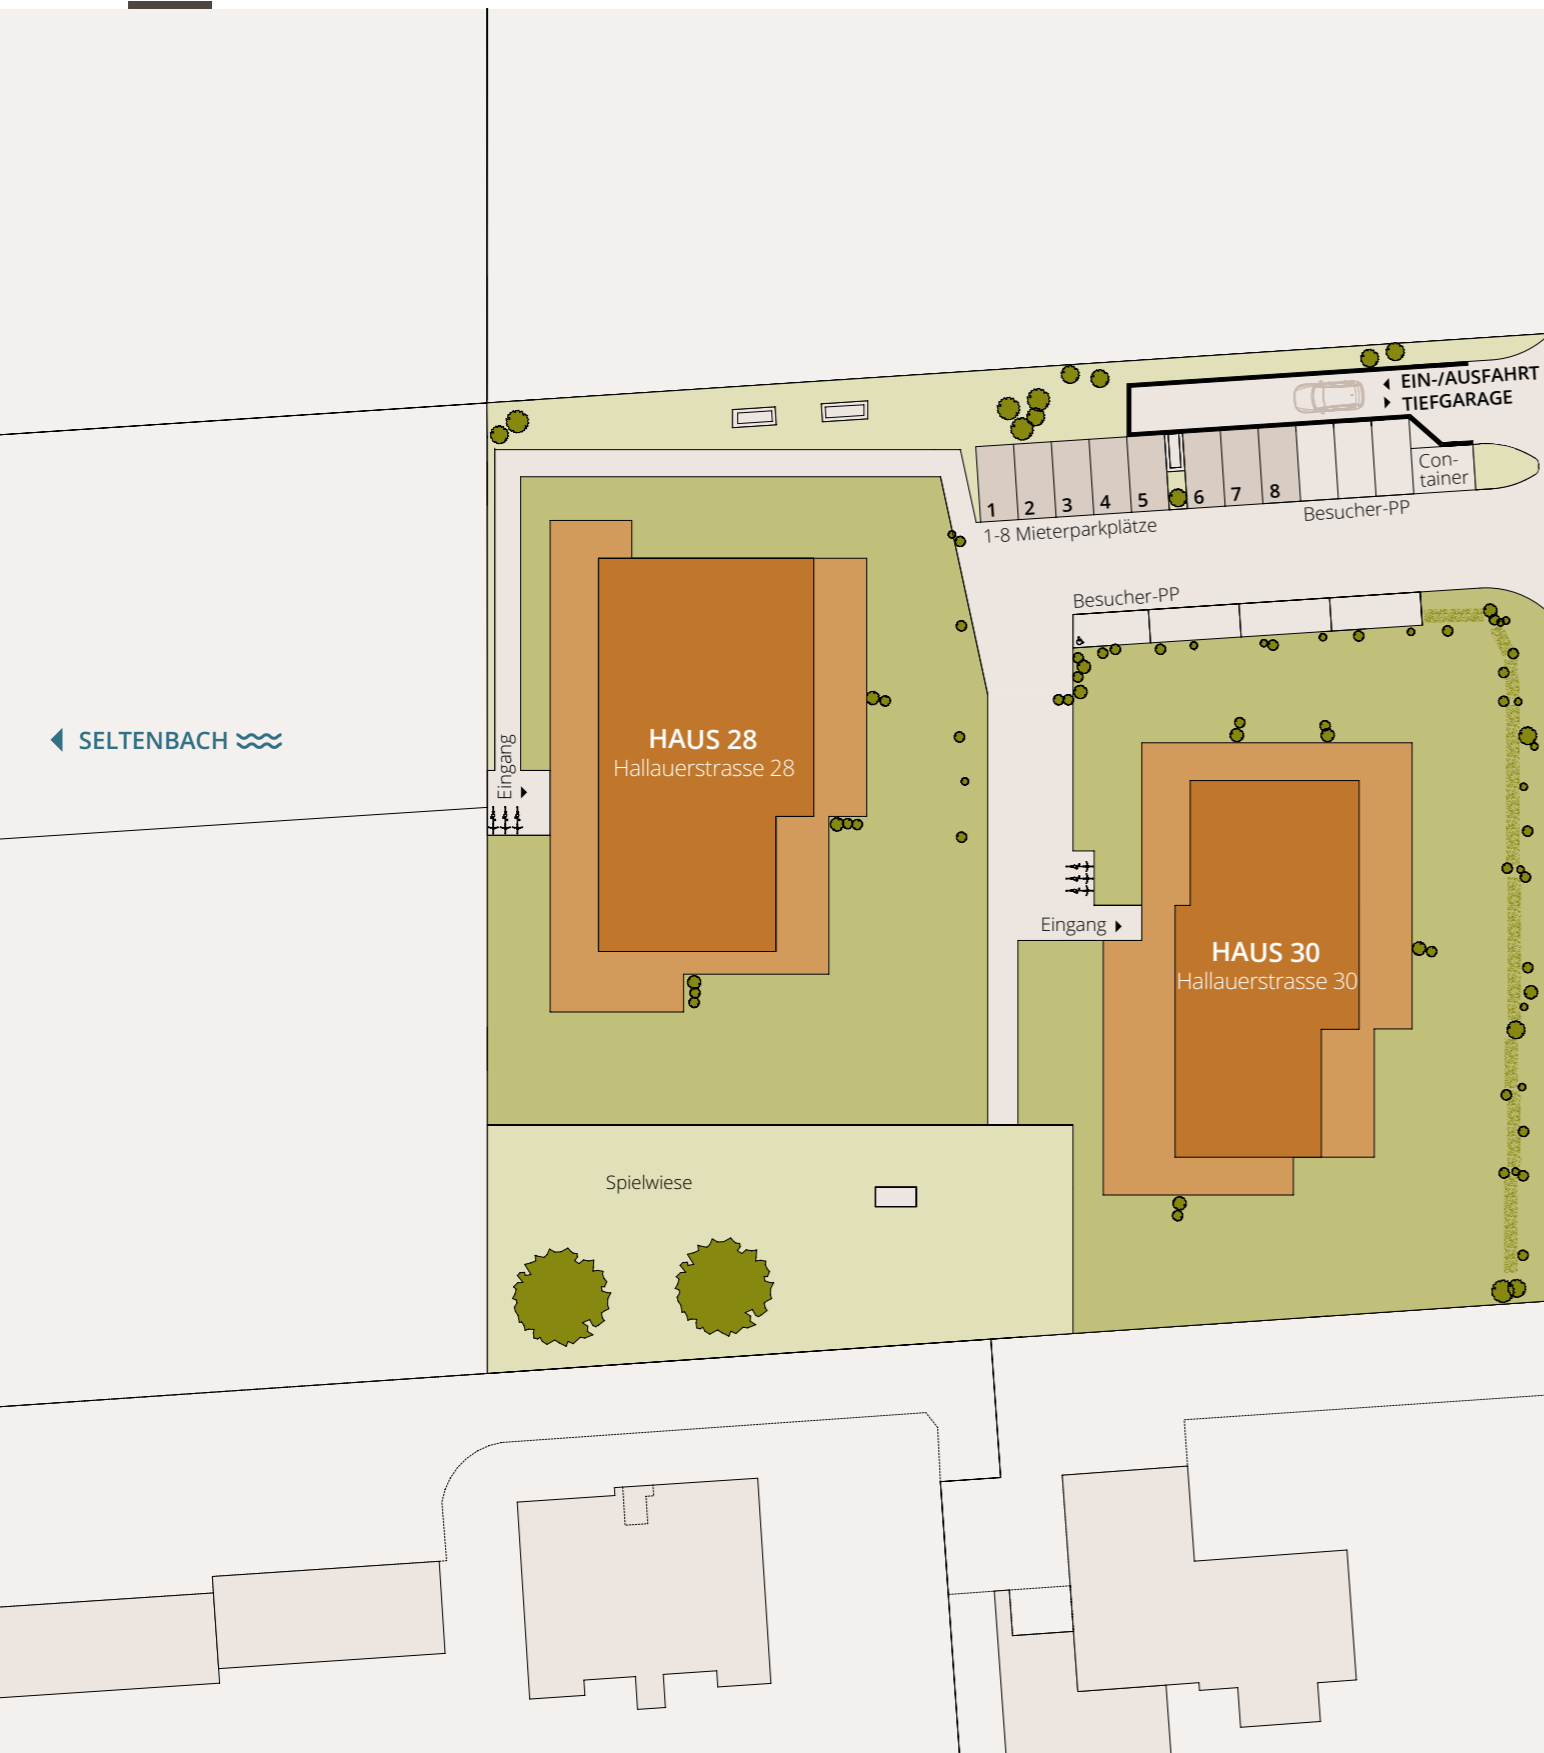 EIN-/AUSFAHRT
TIEFGARAGE
Con-
tainer
1 2 3 4 5 6 7 8
Besucher-PP
1-8 Mieterparkplätze
Besucher-PP
SELTENBACH
Eingang
HAUS 28
Hallauerstrasse 28
Eingang
HAUS 30
Hallauerstrasse 30
Spielwiese